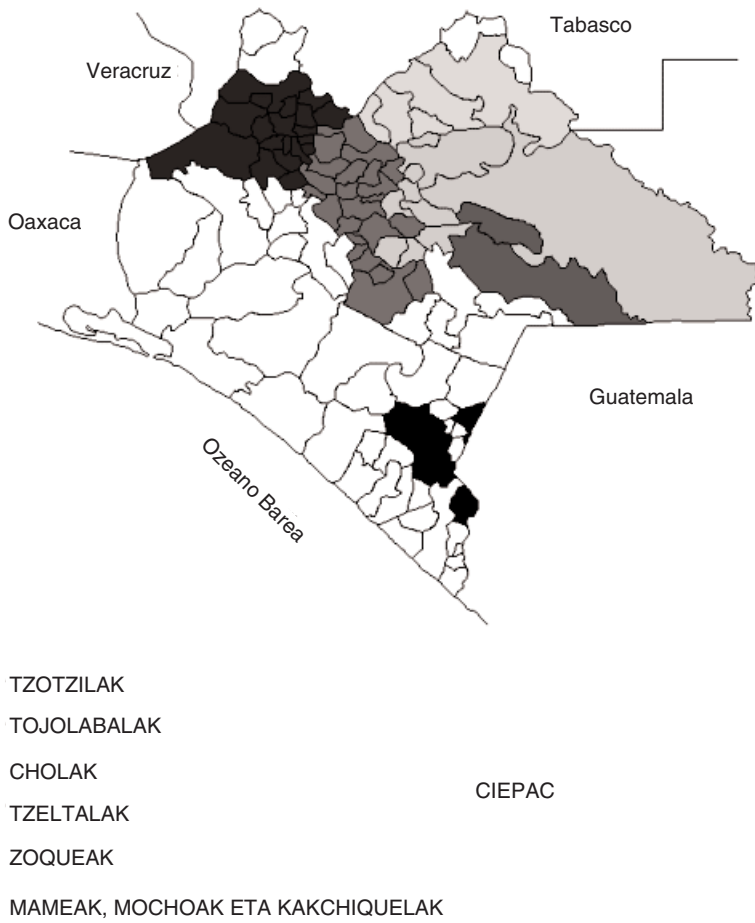 Tabasco
Veracruz
Oaxaca
Guatemala
Ozeano Barea
TZOTZILAK
TOJOLABALAK
CHOLAK
CIEPAC
TZELTALAK
ZOQUEAK
MAMEAK, MOCHOAK ETA KAKCHIQUELAK